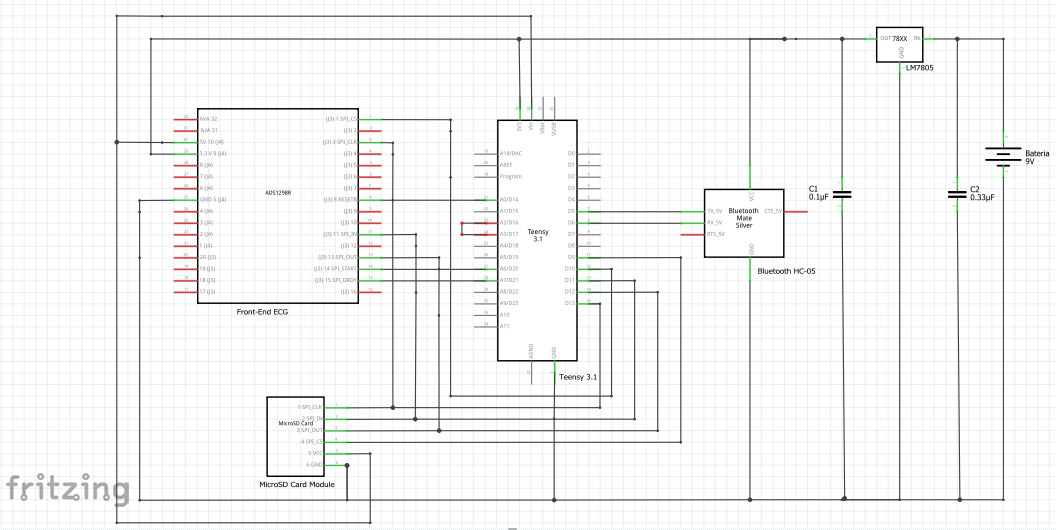 OUT
78XX
IN
GND
LM7805
N/A 32
N/A 31
5V 10 (J4)
3.3 V 9 (J4)
8 (J4)
7 (J4)
6 (J4)
GND 5 (J4)
4 (J4)
3 (J4)
2 (J4)
1 (J4)
20 (J3)
19 (J3)
18 (J3)
17 (J3)
ADS1298R
(J3) 1 SPI_CS
(J3) 2
(J3) 3 SPI_CLK
(J3) 4
(J3) 5
(J3) 6
(J3) 7
(J3) 8 RESET
(J3) 9
(J3) 10
(J3) 11 SPI_IN
(J3) 12
(J3) 13 SPI_OUT
(J3) 14 SPI_START
(J3) 15 SPI_DRDY
(J3) 16
Front-End ECG
3V3
Vin
VBat
VUSB
A14/DAC
AREF
Program
A0/D14
A1/D15
A2/D16
A3/D17
A4/D18
A5/D19
A6/D20
A7/D21
A8/D22
A9/D23
A10
A11
Teensy
3.1
D0
D1
D2
D3
D4
D5
D6
D7
D8
D9
D10
D11
D12
D13
AGND
GND
Teensy 3.1
VCC
TX_5V
RX_5V
RTS_5V
Bluetooth
Mate
Silver
CTS_5V
GND
Bluetooth HC-05
C1
0.1µF
C2
0.33µF
Bateria
9V
1 SPI_CLK
2 SPI_IN
MicroSD Card
3 SPI_OUT
4 SPI_CS
5 VCC
6 GND
MicroSD Card Module
fritzing